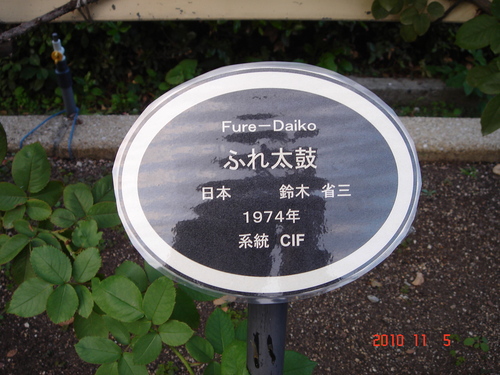 Fure－Daiko
ふれ太鼓
日本 鈴木 省三
1974年
系統 CIF
2010 11 5